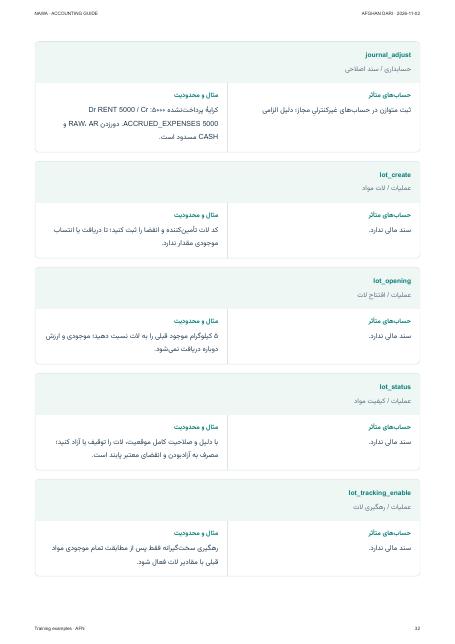 NAWA · ACCOUNTING GUIDE
AFGHAN DARI · 2026-11-02
journal_adjust
حسابداری / سند اصلاحی
حساب‌های متأثر
ثبت متوازن در حساب‌های غیرکنترلی مجاز؛ دلیل الزامی
مثال و محدودیت
کرایهٔ پرداخت‌نشده ۵۰۰۰: Dr RENT 5000 / Cr
ACCRUED_EXPENSES 5000. دورزدن RAW، AR و
CASH مسدود است.
lot_create
عملیات / لات مواد
حساب‌های متأثر
سند مالی ندارد.
مثال و محدودیت
کد لات تأمین‌کننده و انقضا را ثبت کنید؛ تا دریافت یا انتساب
موجودی مقدار ندارد.
lot_opening
عملیات / افتتاح لات
حساب‌های متأثر
سند مالی ندارد.
مثال و محدودیت
۵ کیلوگرام موجود قبلی را به لات نسبت دهید؛ موجودی و ارزش
دوباره دریافت نمی‌شود.
lot_status
عملیات / کیفیت مواد
حساب‌های متأثر
سند مالی ندارد.
مثال و محدودیت
با دلیل و صلاحیت کامل موقعیت، لات را توقیف یا آزاد کنید؛
مصرف به آزادبودن و انقضای معتبر پابند است.
lot_tracking_enable
عملیات / رهگیری لات
حساب‌های متأثر
سند مالی ندارد.
مثال و محدودیت
رهگیری سخت‌گیرانه فقط پس از مطابقت تمام موجودی مواد
قبلی با مقادیر لات فعال شود.
Training examples · AFN
32